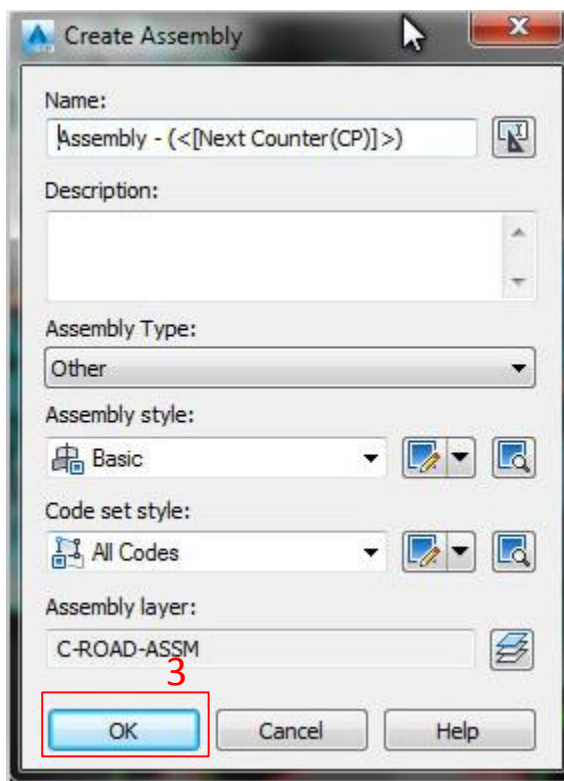 Create Assembly
Name:
Assembly - (<[Next Counter(CP)]>)
Description:
Assembly Type:
Other
Assembly style:
Basic
Code set style:
All Codes
Assembly layer:
C-ROAD-ASSM
3
OK Cancel Help